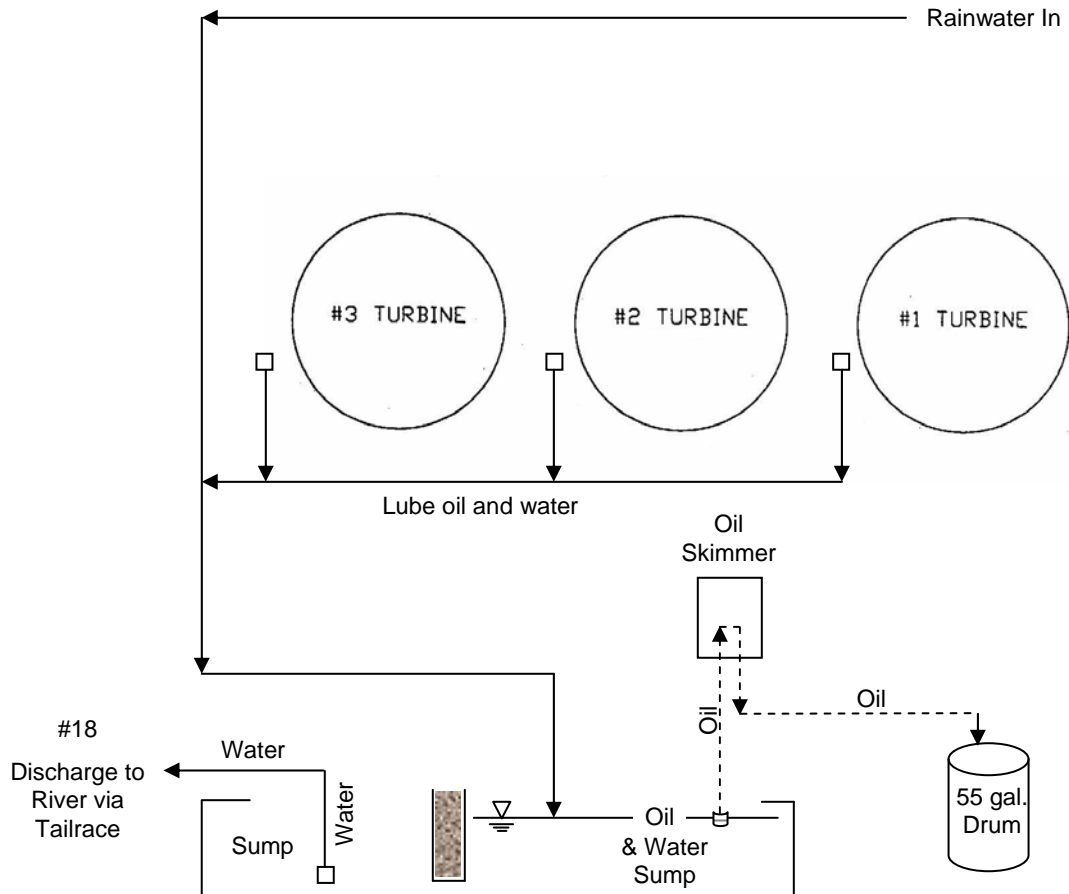 Rainwater In
#3 TURBINE
#2 TURBINE
#1 TURBINE
Lube oil and water
Oil
Skimmer
Oil
Oil
#18
Discharge to
River via
Tailrace
Water
Water
Sump
Oil
& Water
Sump
55 gal.
Drum